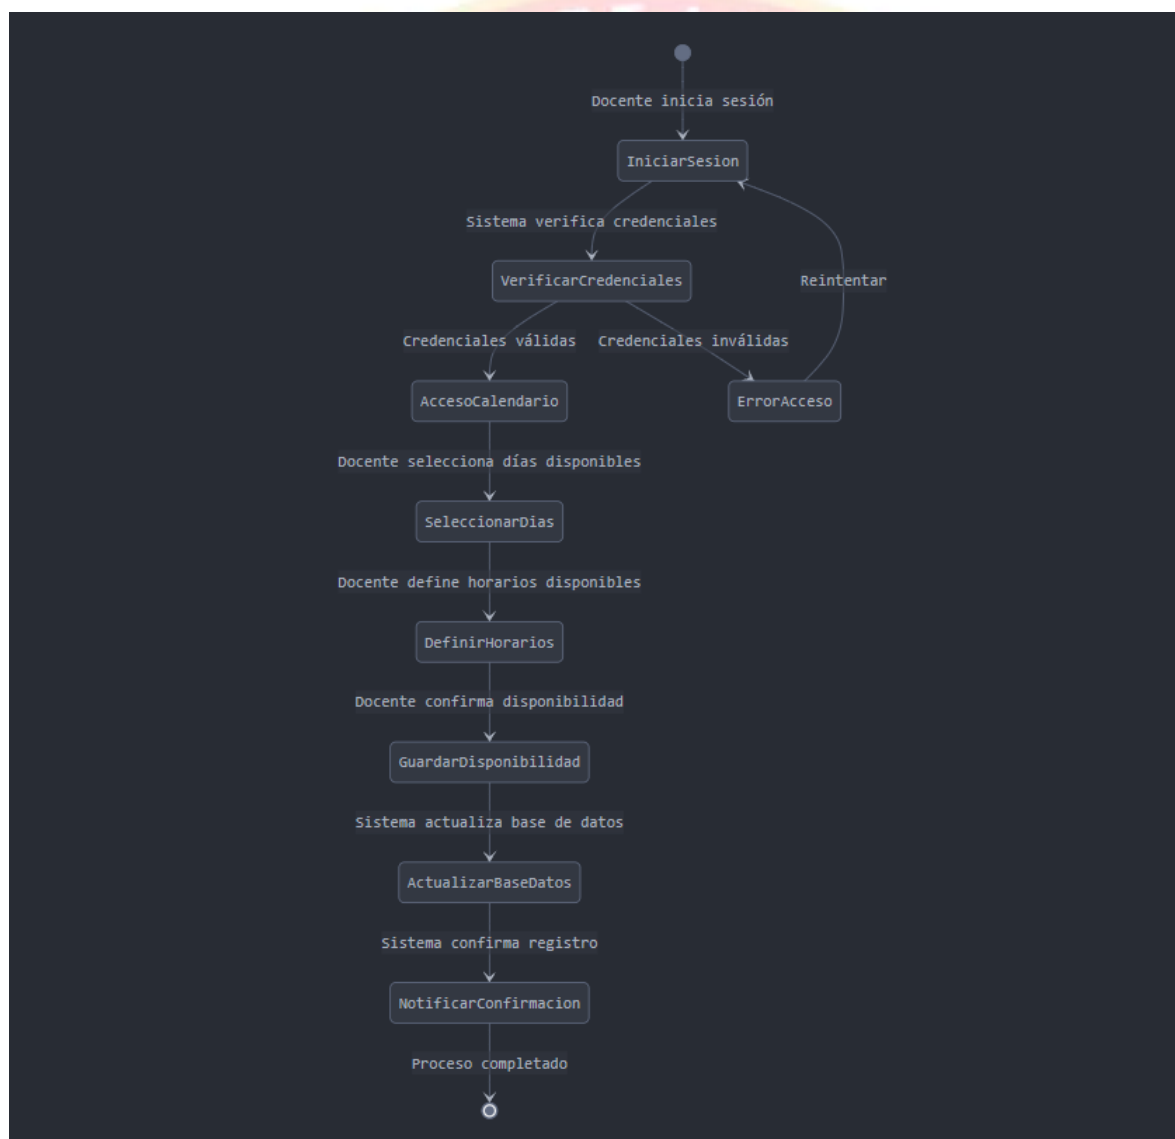 Docente inicia sesión
IniciarSesion
Sistema verifica credenciales
VerificarCredenciales
Reintentar
Credenciales válidas
Credenciales inválidas
AccesoCalendario
ErrorAcceso
Docente selecciona días disponibles
SeleccionarDias
Docente define horarios disponibles
DefinirHorarios
Docente confirma disponibilidad
GuardarDisponibilidad
Sistema actualiza base de datos
ActualizarBaseDatos
Sistema confirma registro
NotificarConfirmacion
Proceso completado